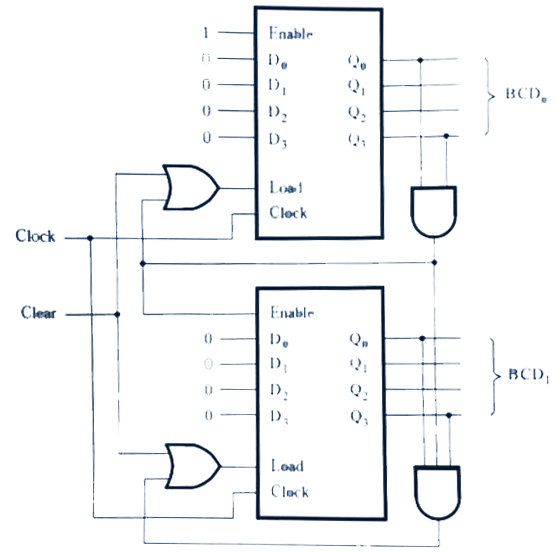 1
Enable
0 D0 Q0
0 D1 Q1
0 D2 Q2
0 D3 Q3
BCD0
Load
Clock
Clock
Clear
Enable
0 D0 Q0
0 D1 Q1
0 D2 Q2
0 D3 Q3
BCD1
Load
Clock